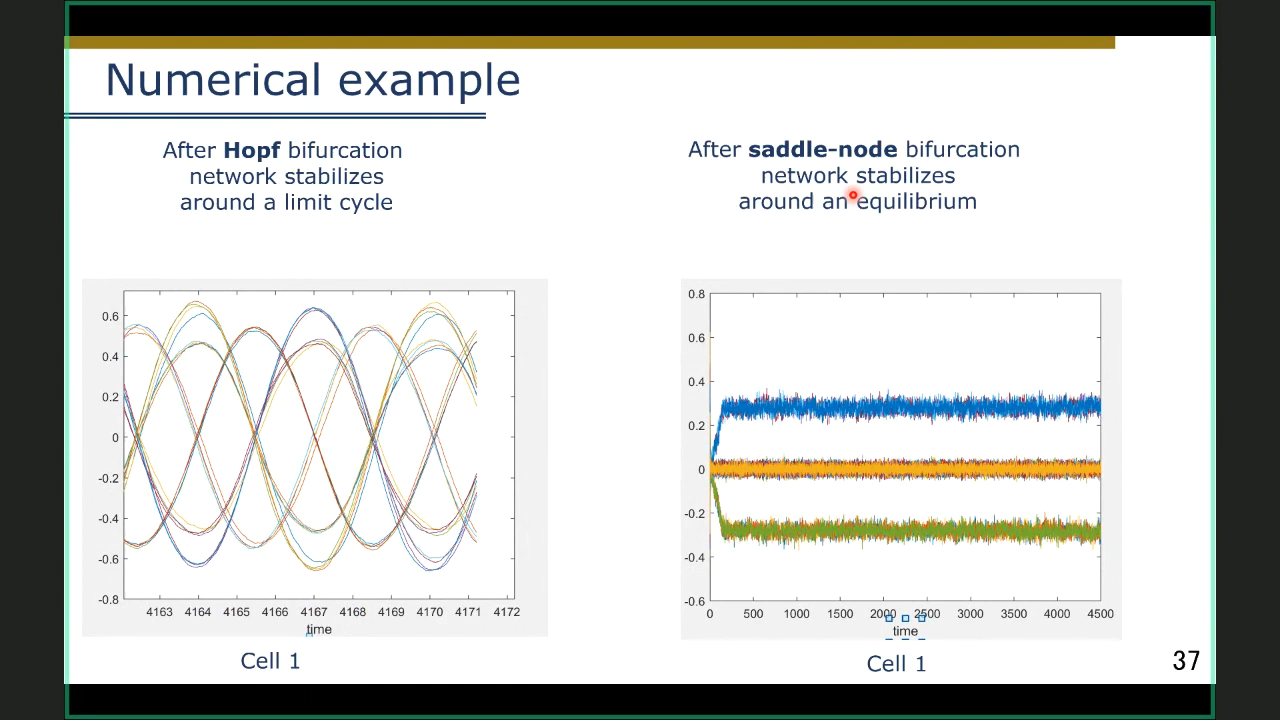 Numerical example
After Hopf bifurcation
network stabilizes
around a limit cycle
After saddle-node bifurcation
network stabilizes
around an equilibrium
0.6
0.4
0.2
0
-0.2
-0.4
-0.6
-0.8
4163 4164 4165 4166 4167 4168 4169 4170 4171 4172
time
Cell 1
0.8
0.6
0.4
0.2
0
-0.2
-0.4
-0.6
0 500 1000 1500 2000 2500 3000 3500 4000 4500
time
Cell 1
37